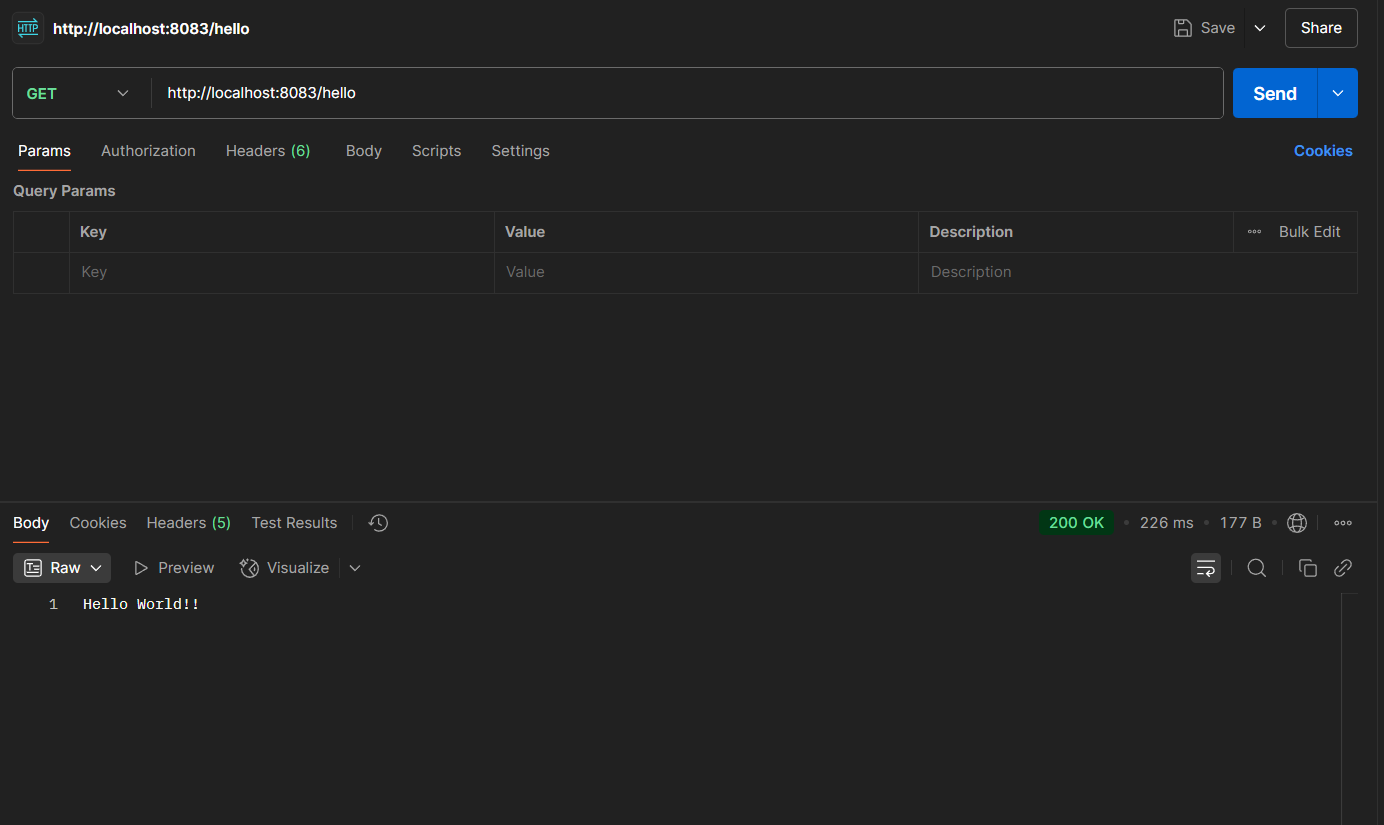 HTTP http://localhost:8083/hello Save Share
GET http://localhost:8083/hello Send
Params Authorization Headers (6) Body Scripts Settings Cookies
Query Params
Key Value Description Bulk Edit
Key Value Description
Body Cookies Headers (5) Test Results 200 OK • 226 ms • 177 B •
Raw Preview Visualize
1 Hello World!!